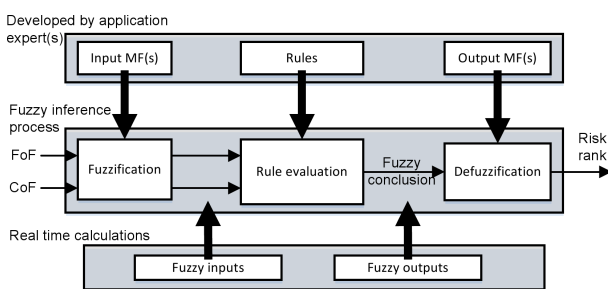 Developed by application
expert(s)
Input MF(s)
Rules
Output MF(s)
Fuzzy inference
process
FoF
CoF
Fuzzification
Rule evaluation
Fuzzy
conclusion
Defuzzification
Risk
rank
Real time calculations
Fuzzy inputs
Fuzzy outputs